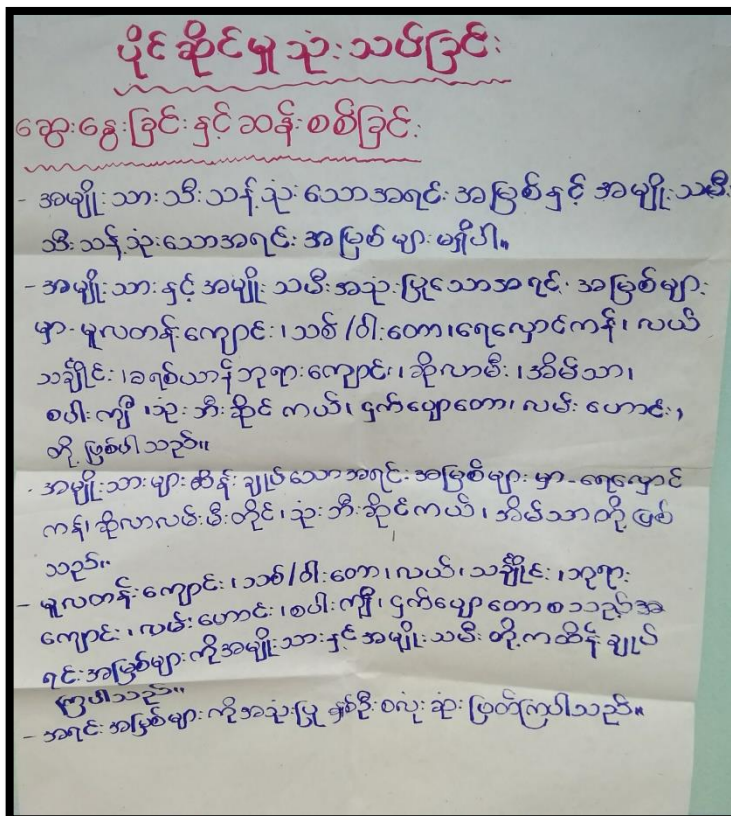 ပိုင်ဆိုင်မှုသုံးသပ်ခြင်း
ဆွေးနွေးခြင်းနှင့်ဆန်းစစ်ခြင်း
- အမျိုးသားသီးသန့်သုံးသောအရင်းအမြစ်နှင့် အမျိုးသမီး
သီးသန့်သုံးသောအရင်းအမြစ်များမရှိပါ။
- အမျိုးသားနှင့်အမျိုးသမီးအသုံးပြုသောအရင်းအမြစ်များ
မှာ- မူလတန်းကျောင်း၊သစ်/ဝါးတော၊ရေလှောင်ကန်၊လယ်
သင်္ချိုင်း၊ခရစ်ယာန်ဘုရားကျောင်း၊ဆိုလာမီး၊အိမ်သာ၊
စပါးကျီ၊သုံးဘီးဆိုင်ကယ်၊ငှက်ပျောတော၊လမ်းဟောင်း၊
တို့ဖြစ်ပါသည်။
- အမျိုးသားများထိန်းချုပ်သောအရင်းအမြစ်များမှာ-ရေလှောင်
ကန်၊ဆိုလာလမ်းမီးတိုင်၊သုံးဘီးဆိုင်ကယ်၊အိမ်သာတို့ဖြစ်
သည်။
- မူလတန်းကျောင်း၊သစ်/ဝါးတော၊လယ်၊သင်္ချိုင်း၊ဘုရား
ကျောင်း၊လမ်းဟောင်း၊စပါးကျီ၊ငှက်ပျောတောစသည့်အ
ရင်းအမြစ်များကိုအမျိုးသားနှင့်အမျိုးသမီးတို့ကထိန်းချုပ်
ကြပါသည်။
- အရင်းအမြစ်များကိုအသုံးပြုနှစ်ဦးစလုံးဆုံးဖြတ်ကြပါသည်။